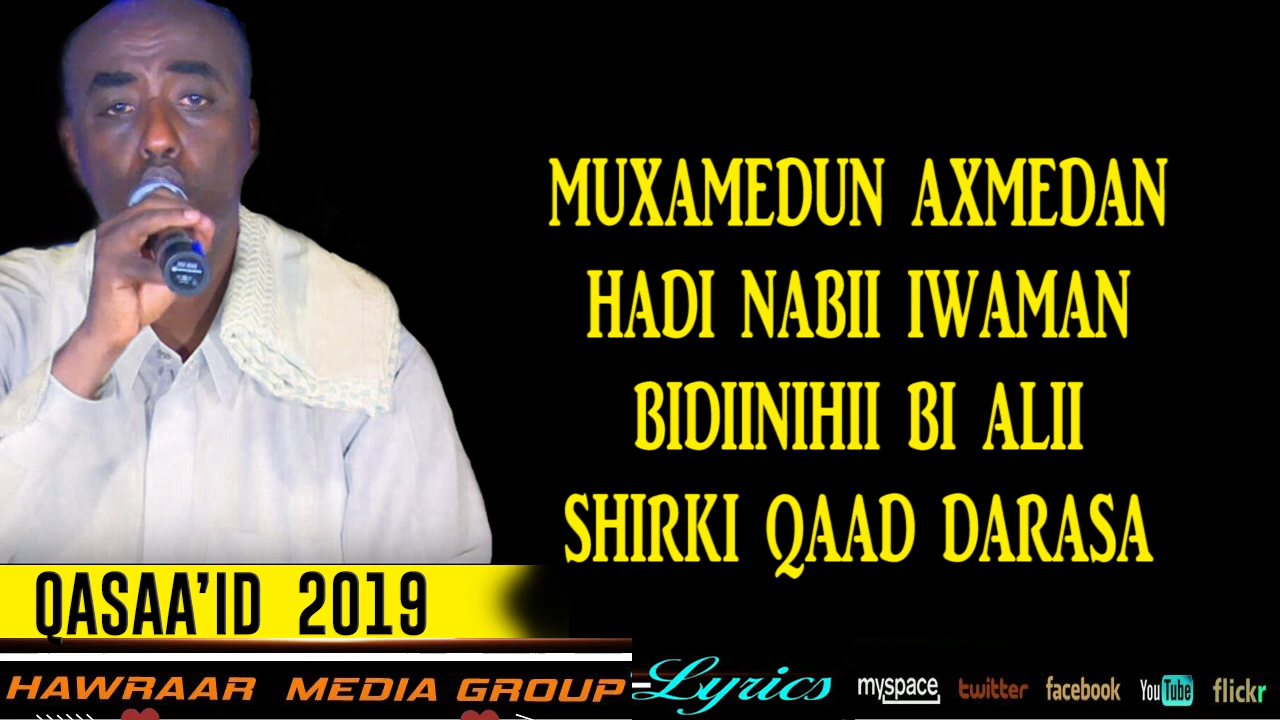 MUXAMEDUN AXMEDAN
HADI NABII IWAMAN
BIDIINIHII BI ALII
SHIRKI QAAD DARASA
QASAA'ID 2019
HAWRAAR MEDIA GROUP Lyrics myspace twitter facebook YouTube flickr